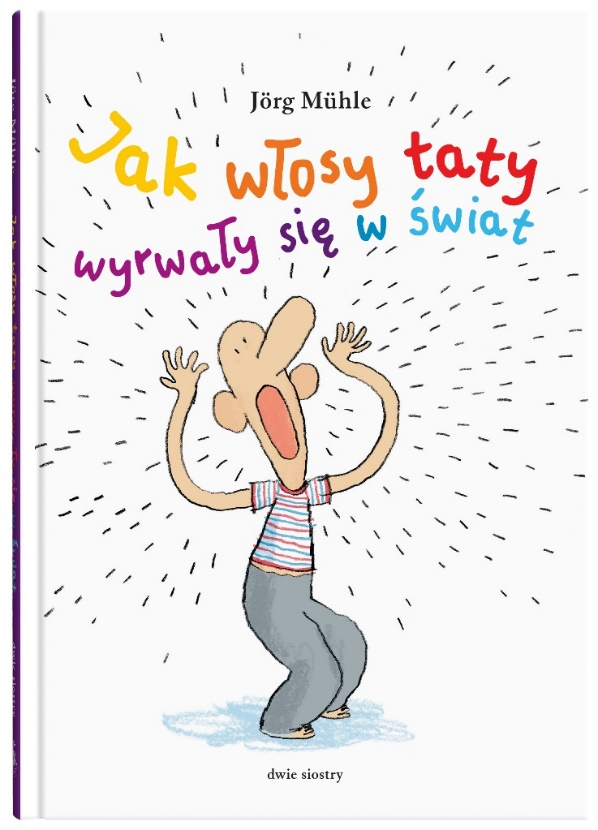 Jörg Mühle
Jak włosy taty
wyrwały się w świat
dwie siostry